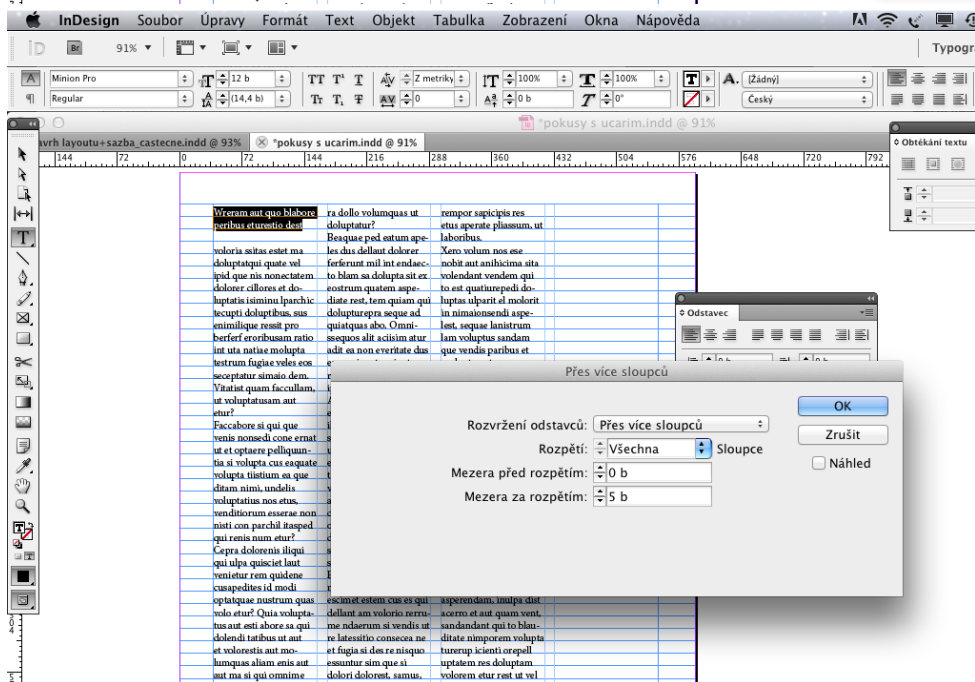 InDesign Soubor Úpravy Formát Text Objekt Tabulka Zobrazení Okna Nápověda
Br 91% Typogr
Minion Pro 12 b Z metriky 100% 100% [Žádný]
Regular (14,4 b) 0 0 b 0° Český
*pokusy s ucarim.indd @ 91%
avrh layoutu+sazba_castecne.indd @ 93% *pokusy s ucarim.indd @ 91%
144 72 0 72 144 216 288 360 432 504 576 648 720 792
Obtékání textu
Wreram aut quo blabore
peribus eturestio dest
voloria ssitas estet ma
doluptatqui quate vel
ipid que nis nonectatem
dolorer cillores et do-
luptatis isiminu lparchic
tecupti doluptibus, sus
enimilique ressit pro
berferf eroribusam ratio
int uta natiae molupta
testrum fugiae veles eos
seceptatur simaio dem.
Vitatist quam faccullam,
ut voluptatusam aut
etur?
Faccabore si qui que
venis nonsedi cone ernat
ut et optaere pelliquun-
tia si volupta cus eaquate
volupta tiistium ea que
ditam nimi, undelis
voluptatius nos etus,
venditiorum esserae non
nisti con parchil itasped
qui renis num etur?
Cepra dolorenis iliqui
qui ulpa quisciet laut
venietur rem quidene
cusapedites id modi
optatquae nustrum quas
volo etur? Quia volupta-
tus aut esti abore sa qui
dolendi tatibus ut aut
et volorestis aut mo-
lumquas aliam enis aut
aut ma si qui omnime
ra dollo volumquas ut
doluptatur?
Beaquae ped eatum ape-
les dus dellaut dolorer
ferferunt mil int endaec-
to blam sa dolupta sit ex
eostrum quatem aspe-
diate rest, tem quiam qui
dolupturepra seque ad
quiatquas abo. Omni-
ssequos alit aciisim atur
adit ea non everitate dus
escimet estem cus es qui
dellant am volorio rerru-
me ndaerum si vendis ut
re latessitio consecea ne
et fugia si des re nisquo
essuntur sim que si
dolori dolorest, samus,
rempor sapicipis res
etus aperate pliassum, ut
laboribus.
Xero volum nos ese
nobit aut anihicima sita
volendant vendem qui
to est quatiurepedi do-
luptas ulparit el molorit
in nimaionsendi aspe-
lest, sequae lanistrum
lam voluptus sandam
que vendis paribus et
asperendam, inulpa dist
acerro et aut quam vent,
sandandant qui to blau-
ditate nimporem volupta
turerup icienti orepell
uptatem res doluptam
volorem etur rest ut vel
Odstavec
Přes více sloupců
Rozvržení odstavců: Přes více sloupců
Rozpětí: Všechna Sloupce
Mezera před rozpětím: 0 b
Mezera za rozpětím: 5 b
OK
Zrušit
Náhled